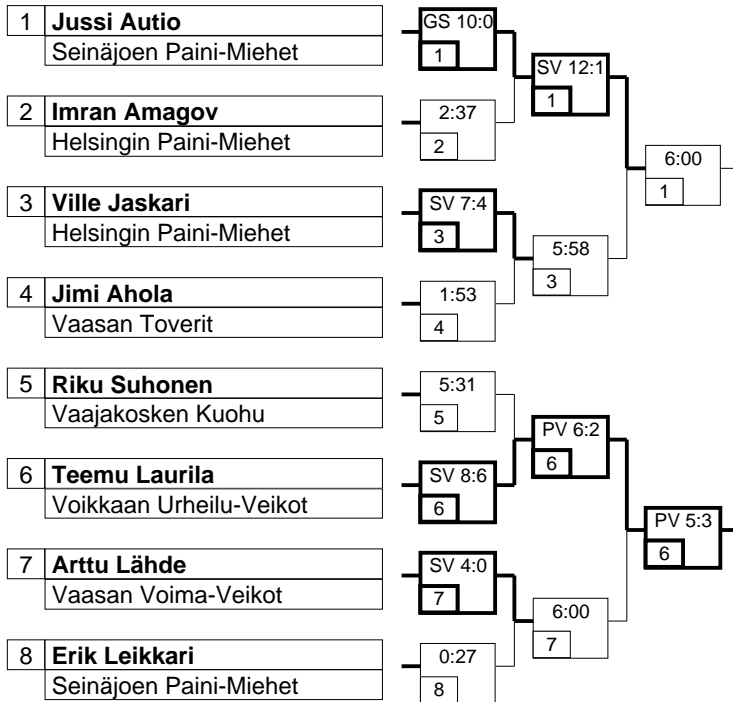 1 Jussi Autio
Seinäjoen Paini-Miehet
GS 10:0
1
SV 12:1
1
2 Imran Amagov
Helsingin Paini-Miehet
2:37
2
6:00
1
3 Ville Jaskari
Helsingin Paini-Miehet
SV 7:4
3
5:58
3
4 Jimi Ahola
Vaasan Toverit
1:53
4
5 Riku Suhonen
Vaajakosken Kuohu
5:31
5
PV 6:2
6
6 Teemu Laurila
Voikkaan Urheilu-Veikot
SV 8:6
6
PV 5:3
6
7 Arttu Lähde
Vaasan Voima-Veikot
SV 4:0
7
6:00
7
8 Erik Leikkari
Seinäjoen Paini-Miehet
0:27
8